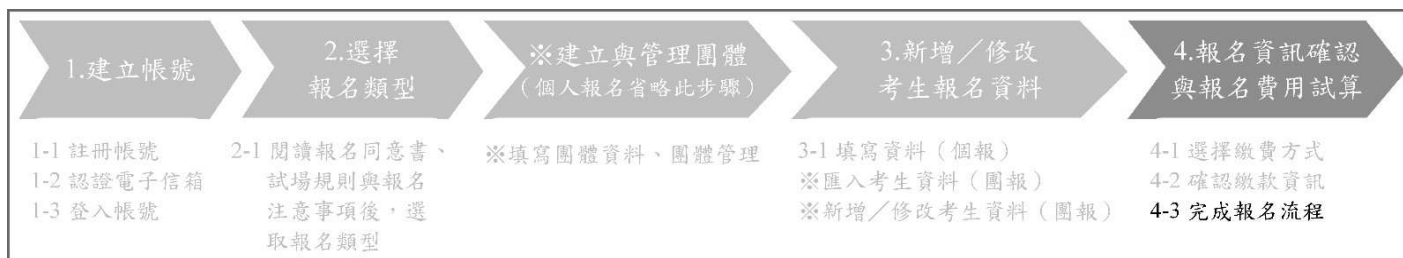 1.建立帳號
2.選擇
報名類型
※建立與管理團體
（個人報名省略此步驟）
3.新增／修改
考生報名資料
4.報名資訊確認
與報名費用試算
1-1 註冊帳號
1-2 認證電子信箱
1-3 登入帳號
2-1 閱讀報名同意書、
試場規則與報名
注意事項後，選
取報名類型
※填寫團體資料、團體管理
3-1 填寫資料（個報）
※匯入考生資料（團報）
※新增／修改考生資料（團報）
4-1 選擇繳費方式
4-2 確認繳款資訊
4-3 完成報名流程